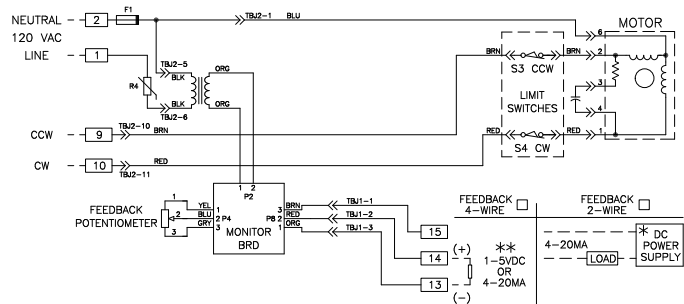 NEUTRAL 2 F1 TBJ2-1 BLU
120 VAC
LINE 1
TBJ2-5
BLK ORG
R4
BLK ORG
TBJ2-6
TBJ2-10
CCW 9 BRN
CW 10 RED
TBJ2-11
MOTOR
6
BRN BRN 2
S3 CCW
3
LIMIT
SWITCHES
4
RED RED 1
S4 CW
1 2
P2
FEEDBACK
POTENTIOMETER
1 YEL 1
2 BLU 2 P4
3 GRY 3
MONITOR
BRD
3 BRN TBJ1-1
P8 2 RED TBJ1-2
1 ORG TBJ1-3
15
14
13
(+)
(-)
FEEDBACK
4-WIRE
**
1-5VDC
OR
4-20MA
FEEDBACK
2-WIRE
4-20MA
LOAD
* DC
POWER
SUPPLY